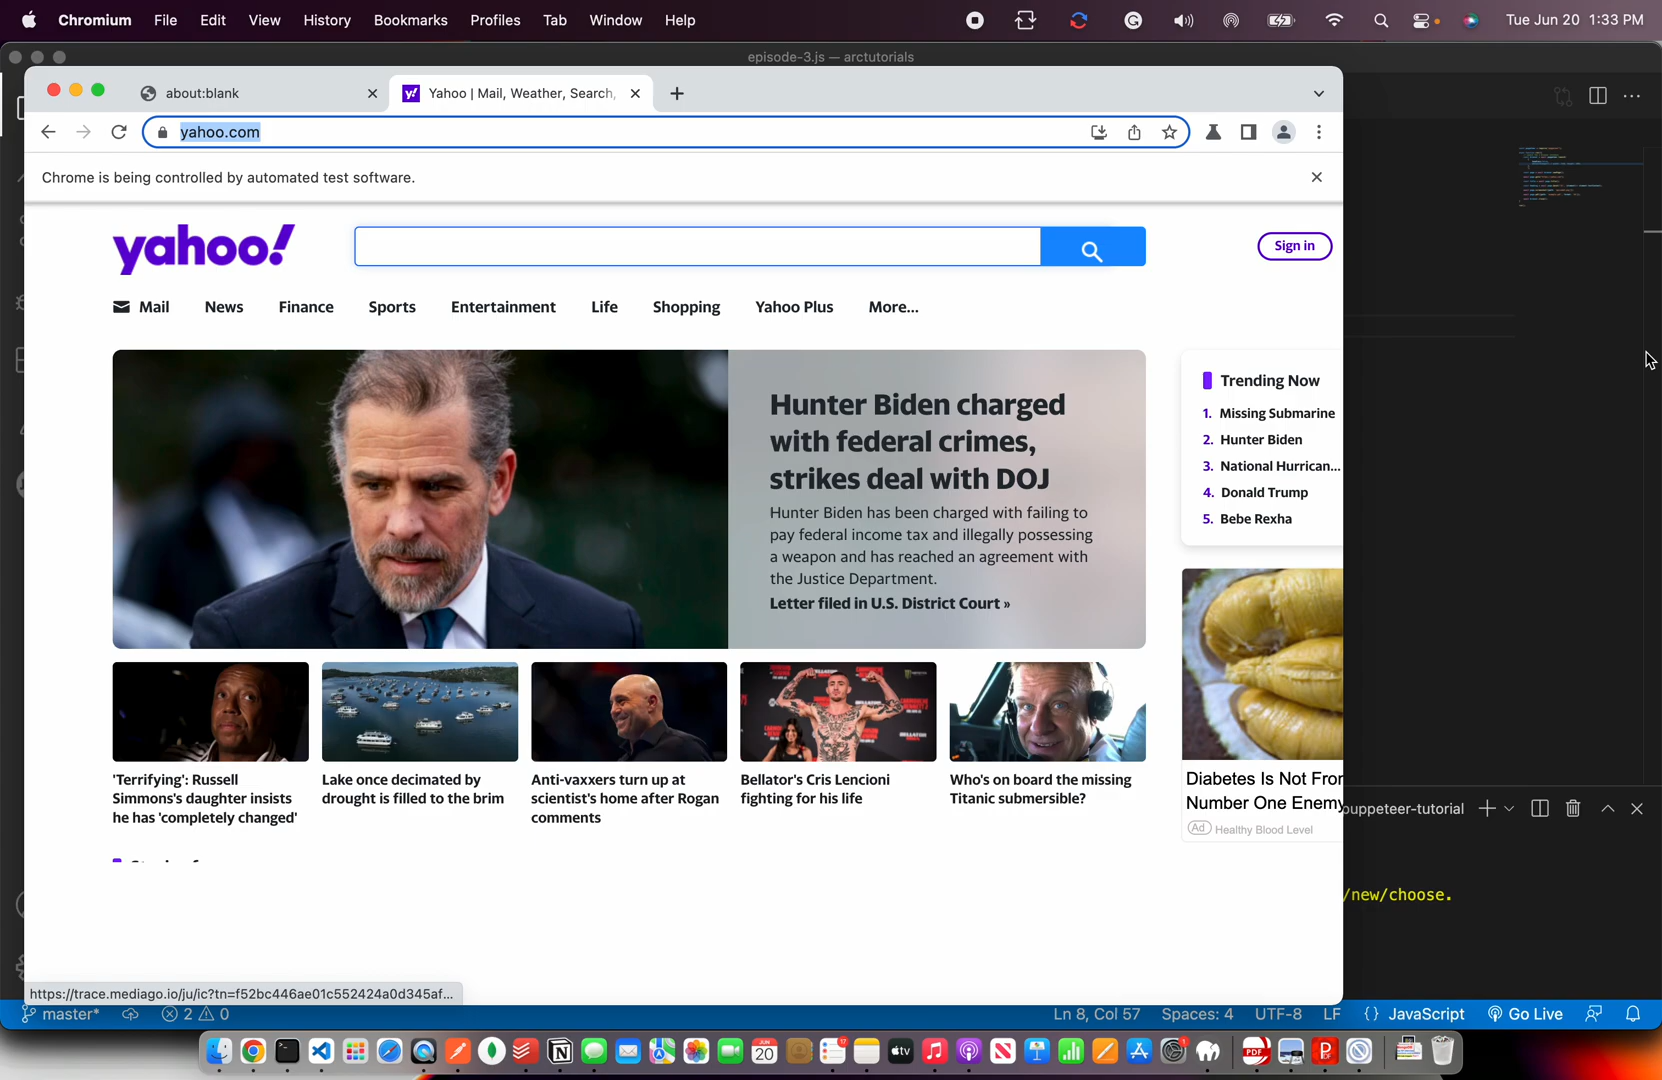 Chromium File Edit View History Bookmarks Profiles Tab Window Help Tue Jun 20 1:33 PM
episode-3.js — arctutorials
about:blank
Yahoo | Mail, Weather, Search,
yahoo.com
Chrome is being controlled by automated test software.
yahoo!
Sign in
Mail News Finance Sports Entertainment Life Shopping Yahoo Plus More...
Hunter Biden charged
with federal crimes,
strikes deal with DOJ
Hunter Biden has been charged with failing to
pay federal income tax and illegally possessing
a weapon and has reached an agreement with
the Justice Department.
Letter filed in U.S. District Court »
Trending Now
1. Missing Submarine
2. Hunter Biden
3. National Hurrican...
4. Donald Trump
5. Bebe Rexha
'Terrifying': Russell
Simmons's daughter insists
he has 'completely changed'
Lake once decimated by
drought is filled to the brim
Anti-vaxxers turn up at
scientist's home after Rogan
comments
Bellator's Cris Lencioni
fighting for his life
Who's on board the missing
Titanic submersible?
Diabetes Is Not From
Number One Enemy
Ad Healthy Blood Level
puppeteer-tutorial
/new/choose.
https://trace.mediago.io/ju/ic?tn=f52bc446ae01c552424a0d345af...
master* 2 0 Ln 8, Col 57 Spaces: 4 UTF-8 LF {} JavaScript Go Live